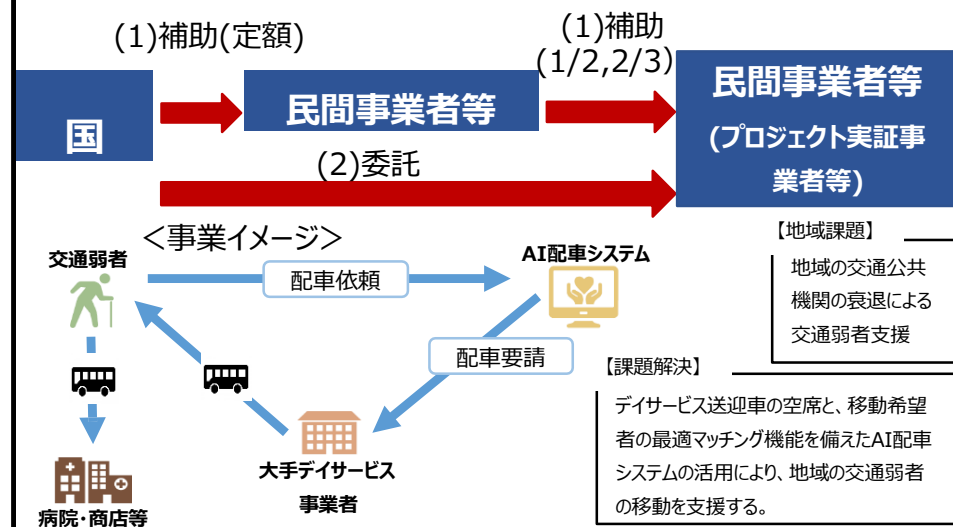 (1)補助(定額)
(1)補助
(1/2,2/3)
国
民間事業者等
民間事業者等
(プロジェクト実証事
業者等)
(2)委託
＜事業イメージ＞
交通弱者
配車依頼
AI配車システム
配車要請
大手デイサービス
事業者
病院・商店等
【地域課題】
地域の交通公共
機関の衰退による
交通弱者支援
【課題解決】
デイサービス送迎車の空席と、移動希望
者の最適マッチング機能を備えたAI配車
システムの活用により、地域の交通弱者
の移動を支援する。